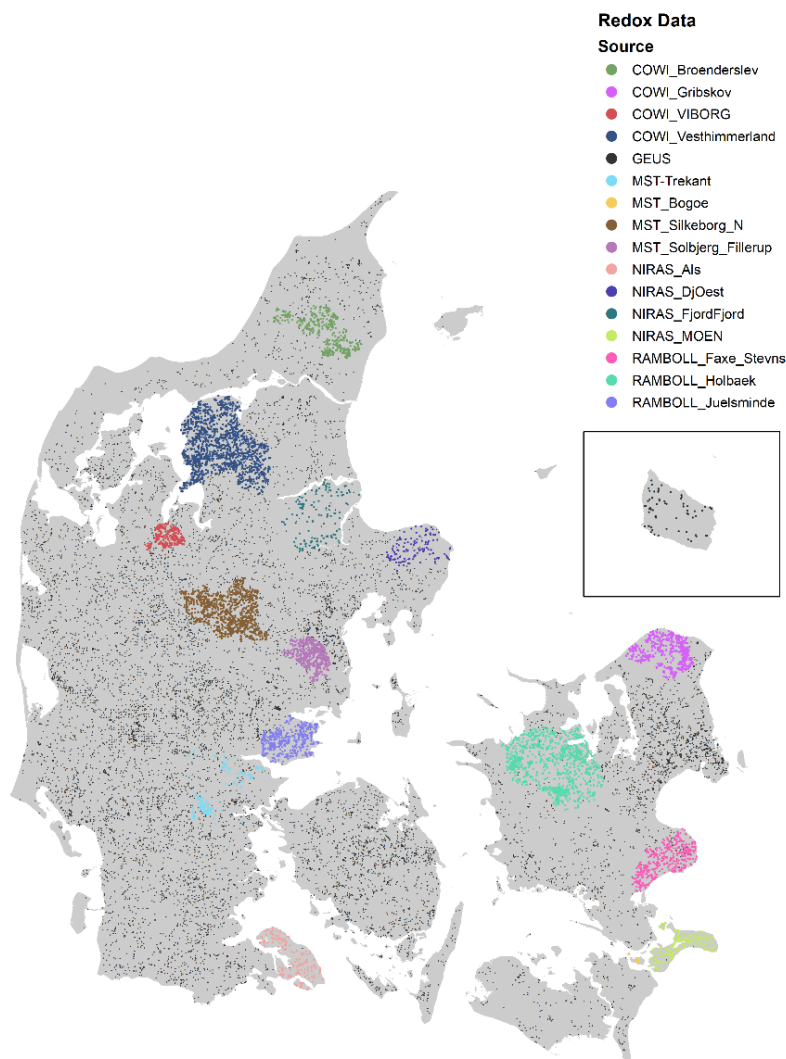 Redox Data
Source
COWI_Broenderslev
COWI_Gribskov
COWI_VIBORG
COWI_Vesthimmerland
GEUS
MST-Trekant
MST_Bogoe
MST_Silkeborg_N
MST_Solbjerg_Fillerup
NIRAS_Als
NIRAS_DjOest
NIRAS_FjordFjord
NIRAS_MOEN
RAMBOLL_Faxe_Stevns
RAMBOLL_Holbaek
RAMBOLL_Juelsminde